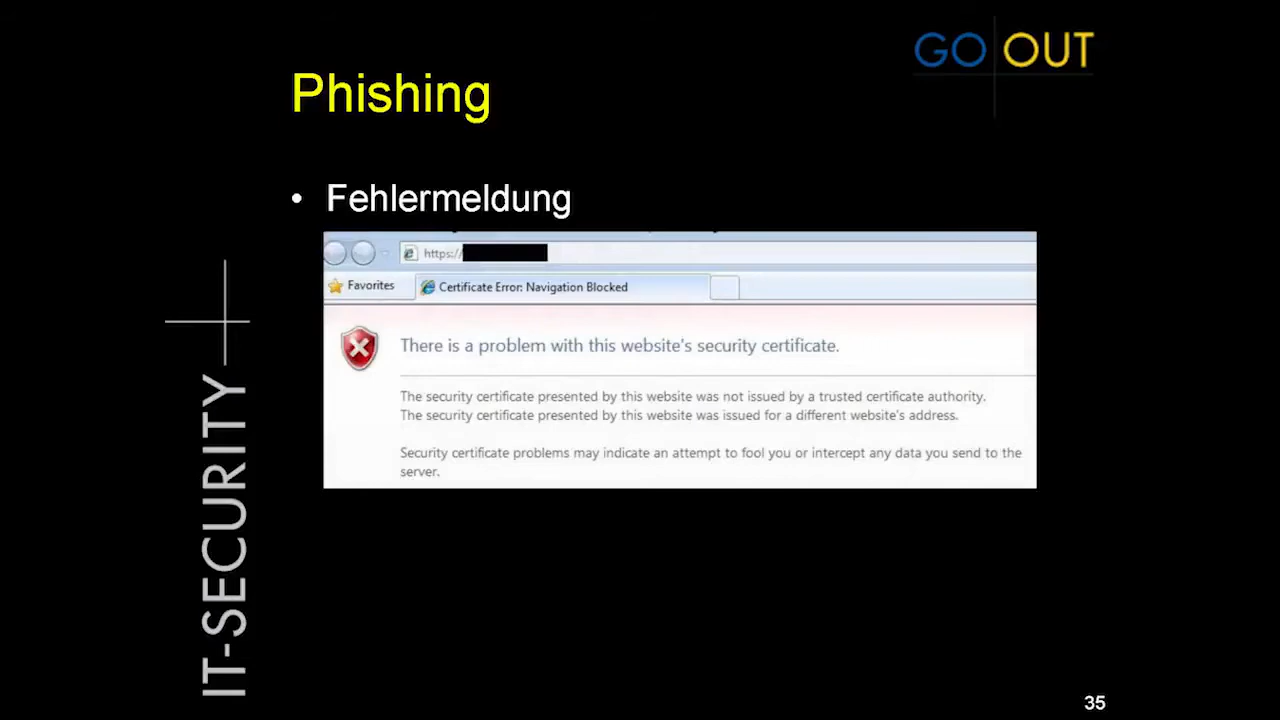 GO OUT
Phishing
• Fehlermeldung
https://
Favorites
Certificate Error: Navigation Blocked
There is a problem with this website's security certificate.
The security certificate presented by this website was not issued by a trusted certificate authority.
The security certificate presented by this website was issued for a different website's address.
Security certificate problems may indicate an attempt to fool you or intercept any data you send to the
server.
IT-SECURITY
35